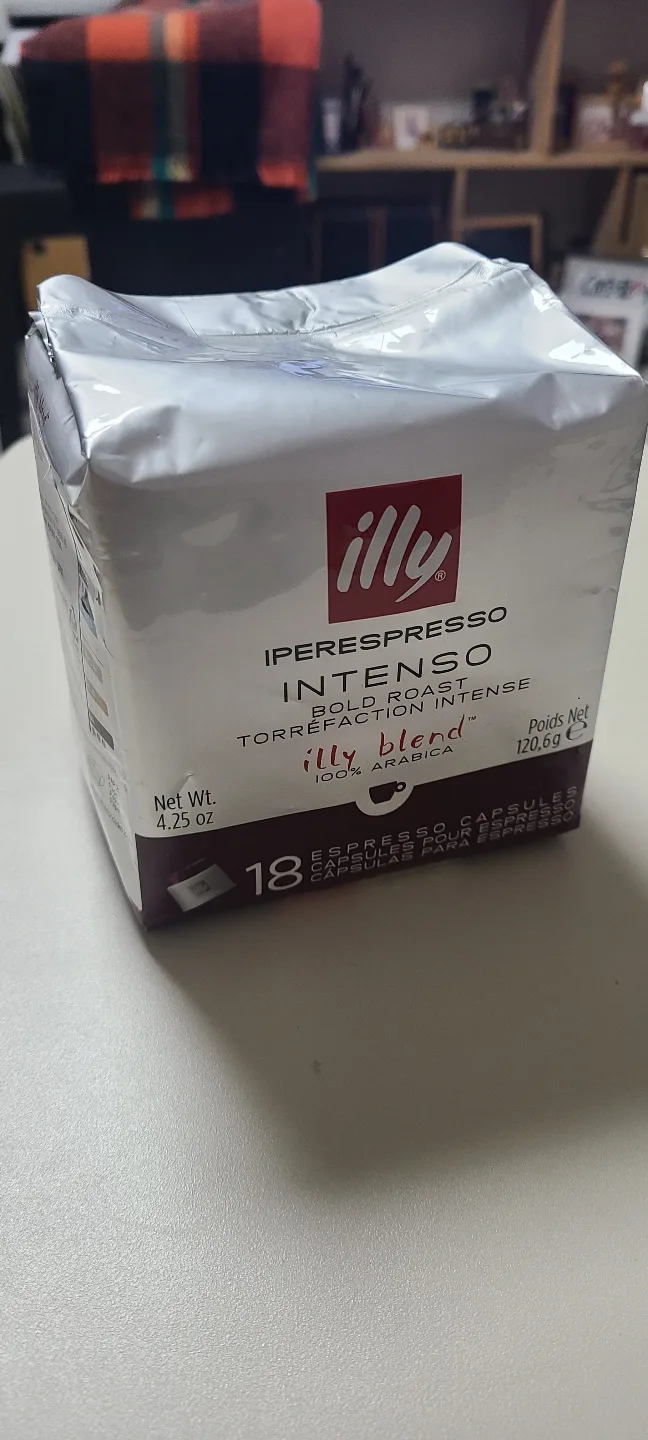 illy®
IPERESPRESSO
INTENSO
BOLD ROAST
TORRÉFACTION INTENSE
illy blend™
100% ARABICA
Net Wt.
4.25 oz
Poids Net
120,6g ℮
18
ESPRESSO CAPSULES
CAPSULES POUR ESPRESSO
CÁPSULAS PARA ESPRESSO